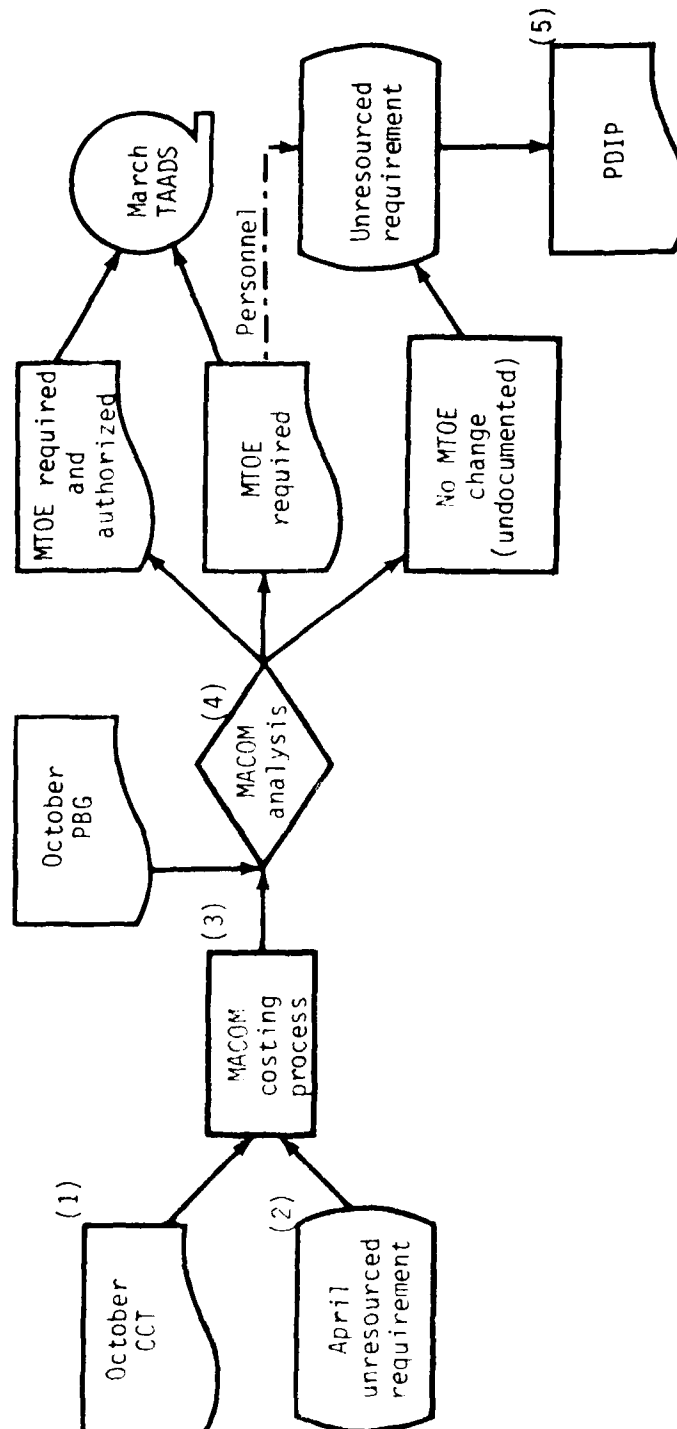 (1)
October
CCT
(2)
April
unresourced
requirement
(3)
MACOM
costing
process
October
PBG
(4)
MACOM
analysis
MTOE required
and
authorized
MTOE
required
No MTOE
change
(undocumented)
March
TAADS
Personnel
Unresourced
requirement
(5)
PDIP